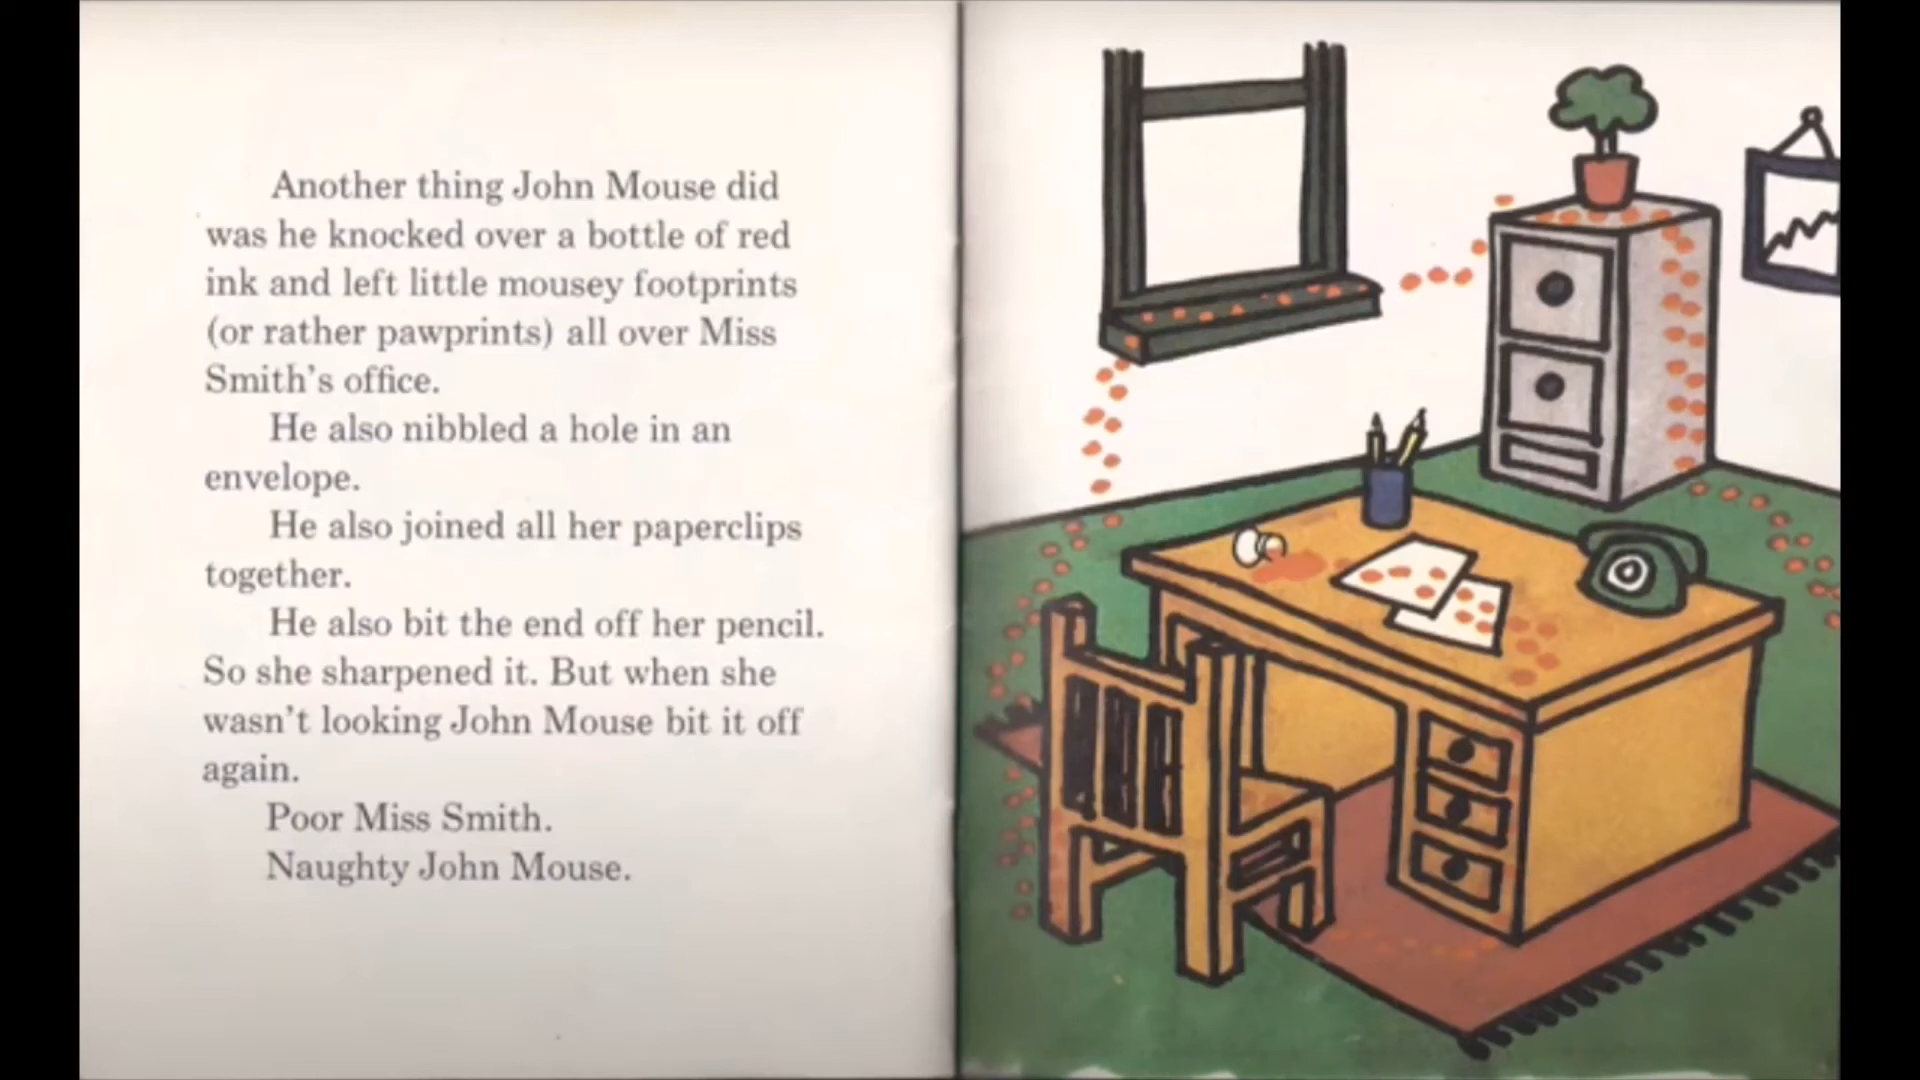 Another thing John Mouse did
was he knocked over a bottle of red
ink and left little mousey footprints
(or rather pawprints) all over Miss
Smith's office.
He also nibbled a hole in an
envelope.
He also joined all her paperclips
together.
He also bit the end off her pencil.
So she sharpened it. But when she
wasn't looking John Mouse bit it off
again.
Poor Miss Smith.
Naughty John Mouse.